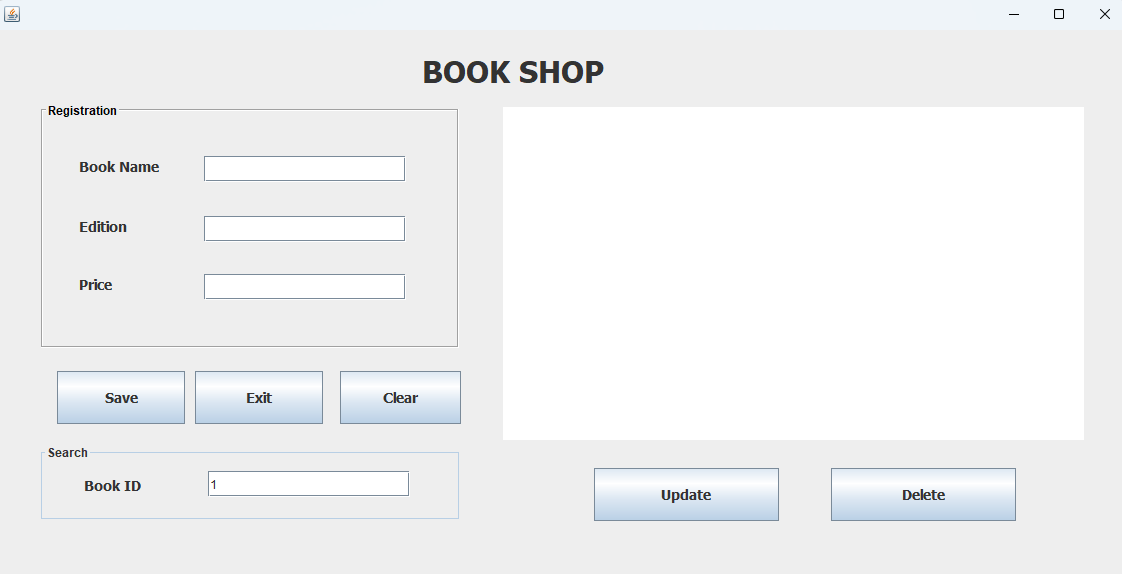 BOOK SHOP
Registration
Book Name
Edition
Price
Save Exit Clear
Search
Book ID 1
Update Delete